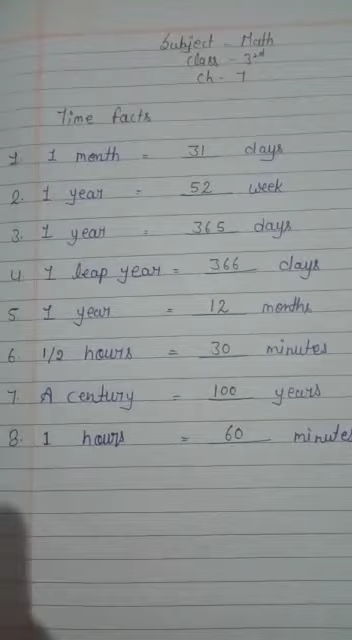 Subject - Math
Class - 3rd
Ch - 7
Time facts
1. 1 month = 31 days
2. 1 year = 52 week
3. 1 year = 365 days
4. 1 leap year = 366 days
5. 1 year = 12 months
6. 1/2 hours = 30 minutes
7. A century = 100 years
8. 1 hours = 60 minutes